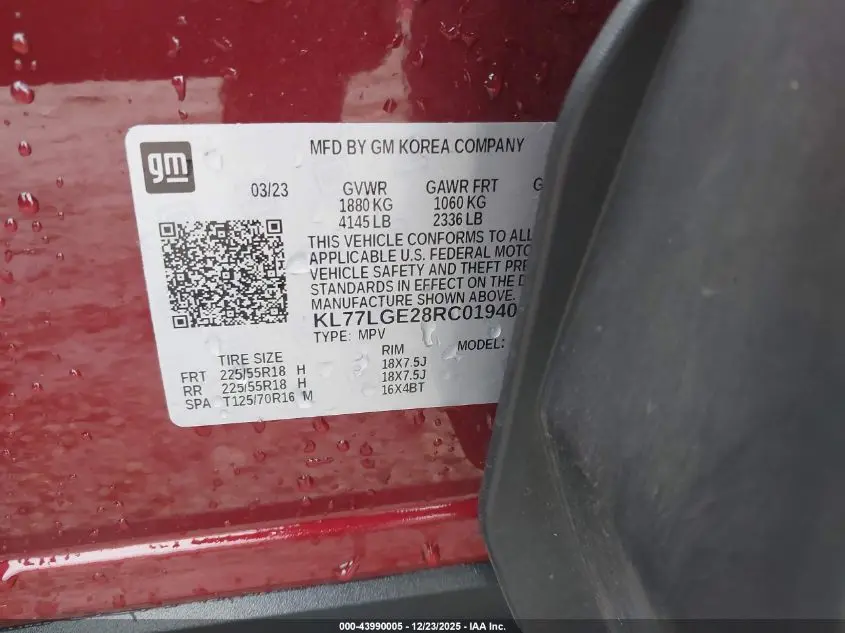 gm
MFD BY GM KOREA COMPANY
03/23 GVWR GAWR FRT G
1880 KG 1060 KG
4145 LB 2336 LB
THIS VEHICLE CONFORMS TO ALL
APPLICABLE U.S. FEDERAL MOTO
VEHICLE SAFETY AND THEFT PRE
STANDARDS IN EFFECT ON THE D
MANUFACTURE SHOWN ABOVE.
KL77LGE28RC01940
TYPE: MPV MODEL:
TIRE SIZE RIM
FRT 225/55R18 H 18X7.5J
RR 225/55R18 H 18X7.5J
SPA T125/70R16 M 16X4BT
000-43990005 - 12/23/2025 - IAA Inc.